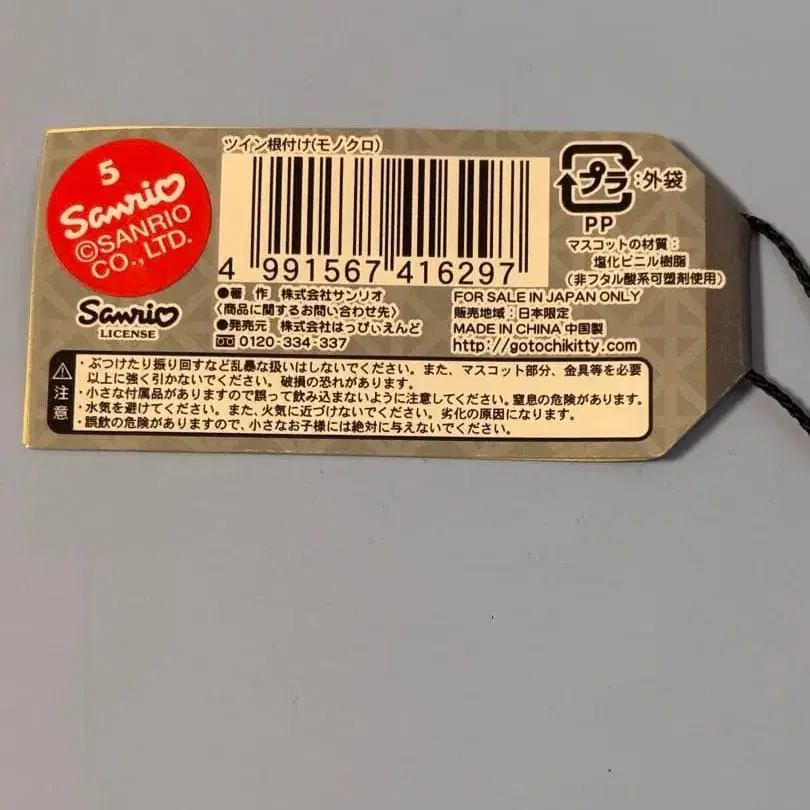 5
Sanrio
©SANRIO
CO., LTD.
Sanrio
LICENSE
ツイン根付け(モノクロ)
4 991567 416297
●著 作 株式会社サンリオ
〈商品に関するお問い合わせ先〉
●発売元 株式会社はっぴぃえんど
0120-334-337
プラ:外袋
PP
マスコットの材質:
塩化ビニル樹脂
(非フタル酸系可塑剤使用)
FOR SALE IN JAPAN ONLY
販売地域:日本限定
MADE IN CHINA 中国製
http://gotochikitty.com
注意
・ぶつけたり振り回すなど乱暴な扱いはしないでください。また、マスコット部分、金具等を必要
以上に強く引かないでください。破損の恐れがあります。
・小さな付属品がありますので誤って飲み込まないように注意してください。窒息の危険があります。
・水気を避けてください。また、火気に近づけないでください。劣化の原因になります。
・誤飲の危険がありますので、小さなお子様には絶対に与えないでください。